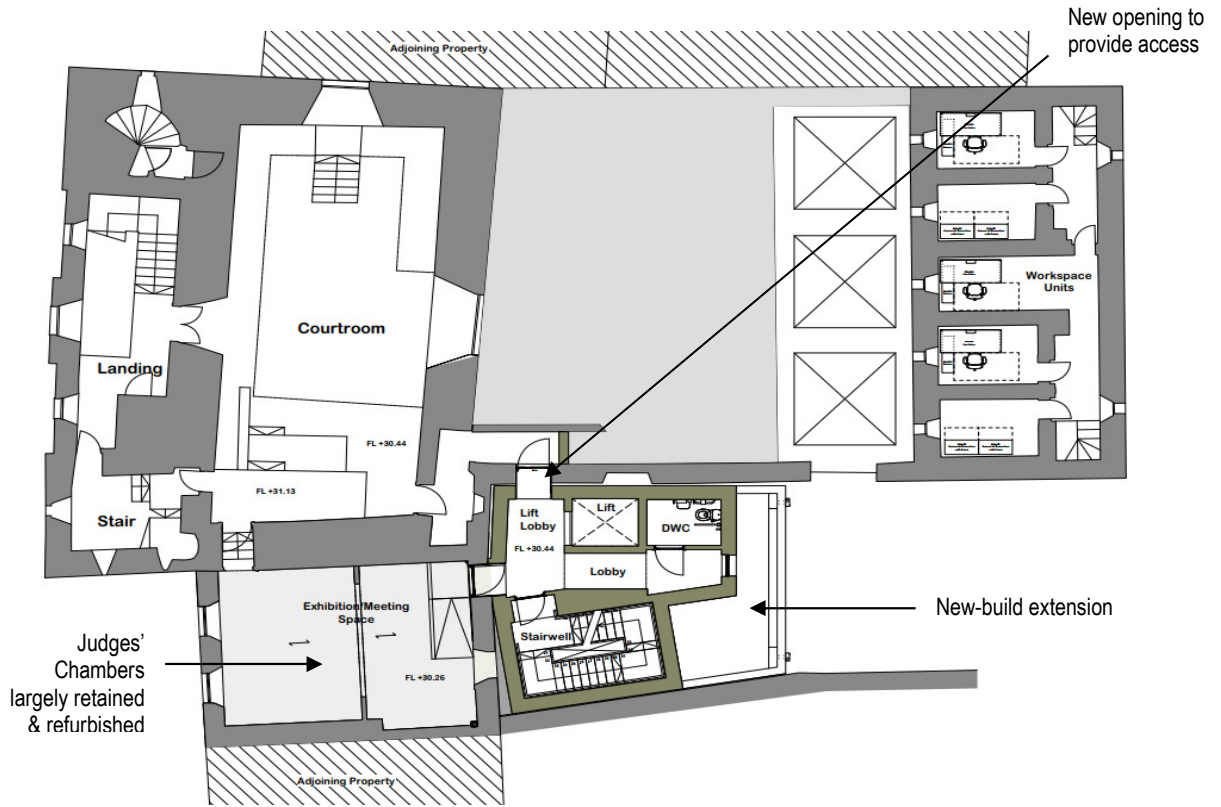 New opening to
provide access
Adjoining Property
Courtroom
Workspace
Units
Landing
FL +30.44
FL +31.13
Stair
Lift
Lobby
FL +30.44
Lift
DWC
Lobby
Exhibition/Meeting
Space
Stairwell
FL +30.26
New-build extension
Judges’
Chambers
largely retained
& refurbished
Adjoining Property